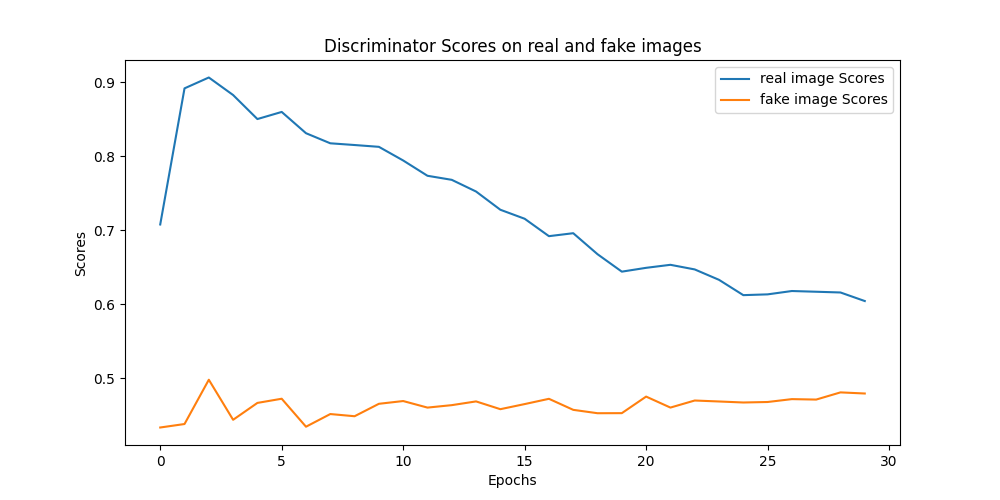 Discriminator Scores on real and fake images
real image Scores
fake image Scores
0.9
0.8
0.7
0.6
0.5
Scores
0 5 10 15 20 25 30
Epochs